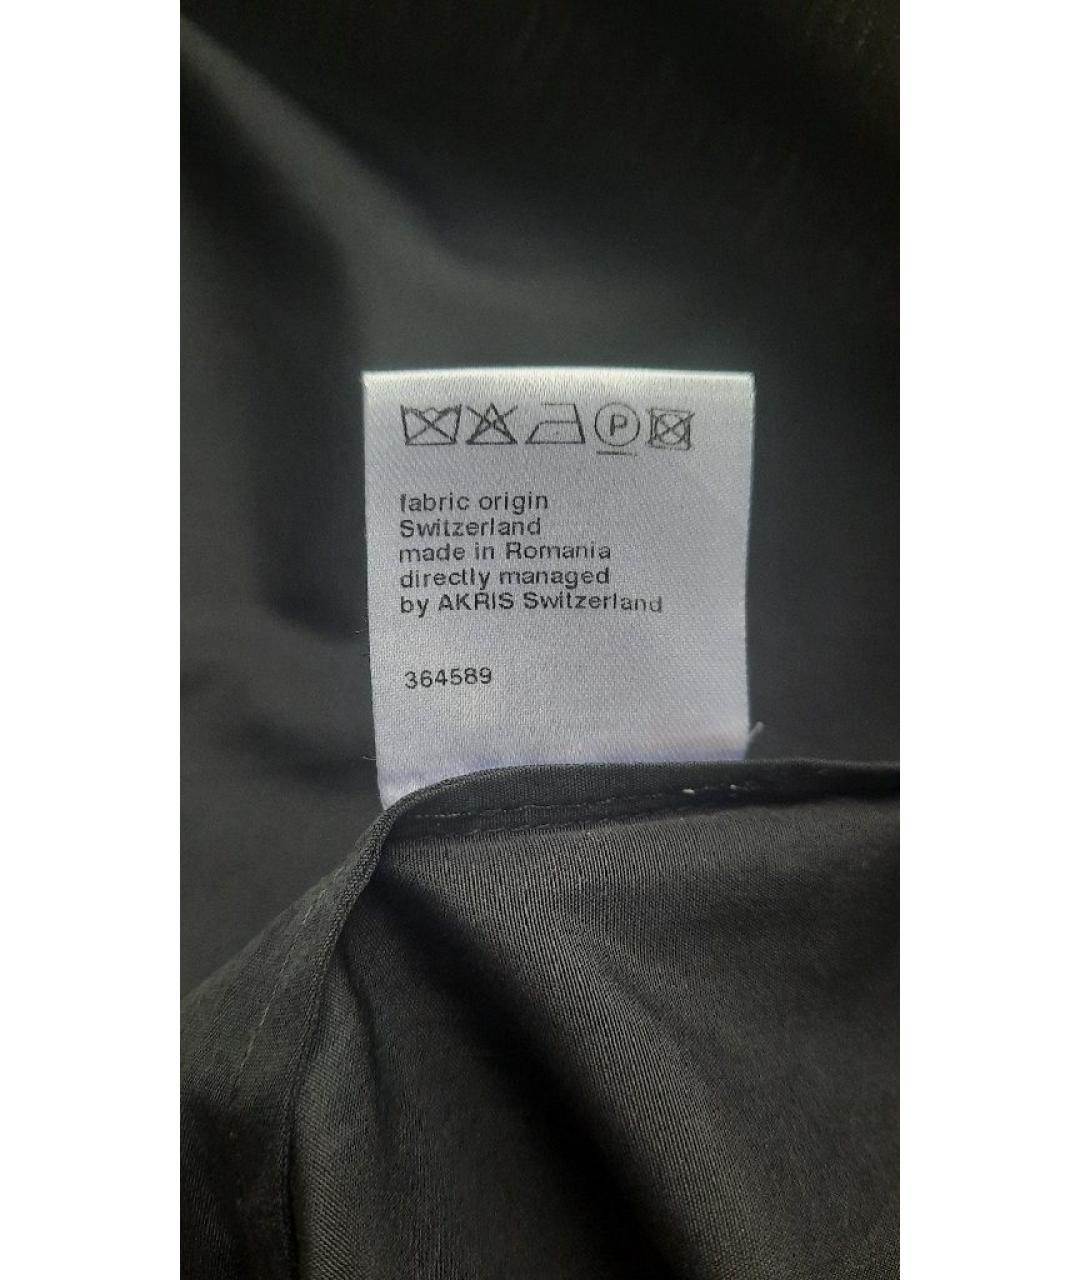 P
fabric origin
Switzerland
made in Romania
directly managed
by AKRIS Switzerland
364589